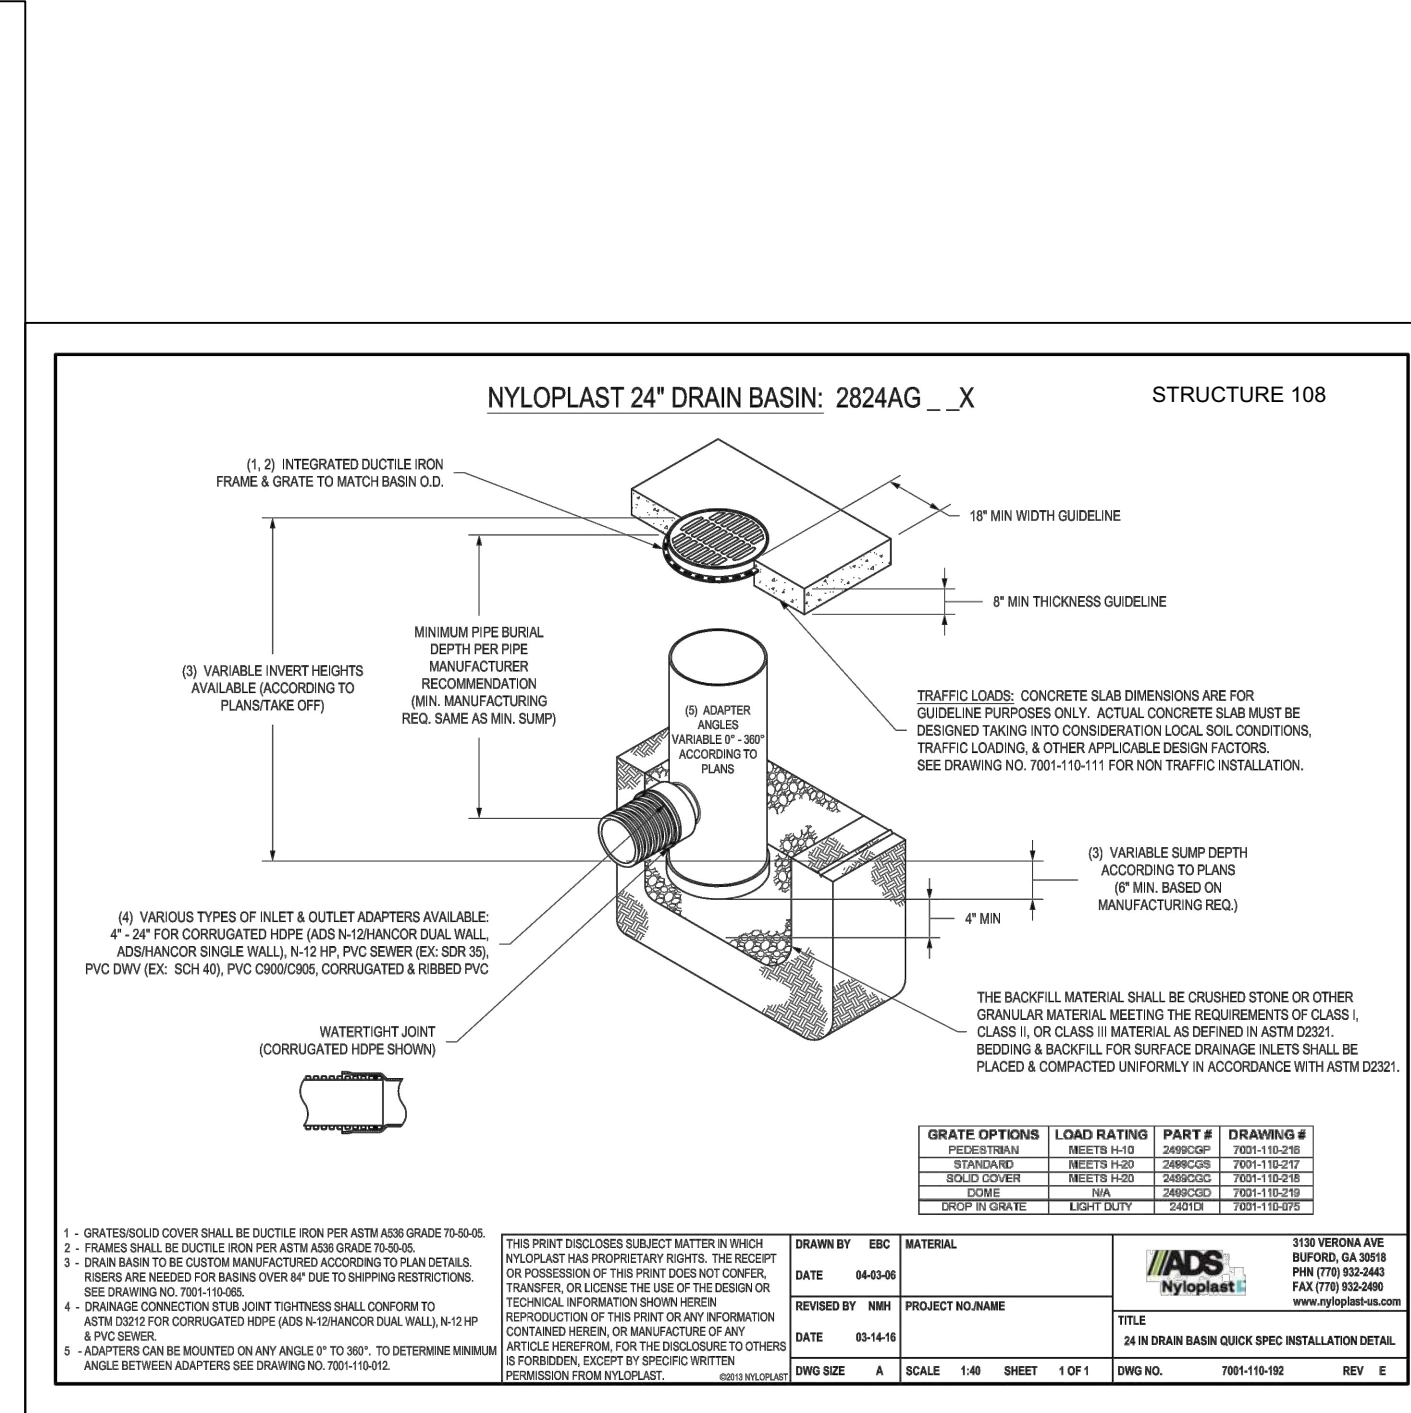 NYLOPLAST 24" DRAIN BASIN: 2824AG _ _X
STRUCTURE 108
(1, 2) INTEGRATED DUCTILE IRON
FRAME & GRATE TO MATCH BASIN O.D.
18" MIN WIDTH GUIDELINE
8" MIN THICKNESS GUIDELINE
MINIMUM PIPE BURIAL
DEPTH PER PIPE
MANUFACTURER
RECOMMENDATION
(MIN. MANUFACTURING
REQ. SAME AS MIN. SUMP)
(3) VARIABLE INVERT HEIGHTS
AVAILABLE (ACCORDING TO
PLANS/TAKE OFF)
(5) ADAPTER
ANGLES
VARIABLE 0° - 360°
ACCORDING TO
PLANS
TRAFFIC LOADS: CONCRETE SLAB DIMENSIONS ARE FOR
GUIDELINE PURPOSES ONLY. ACTUAL CONCRETE SLAB MUST BE
DESIGNED TAKING INTO CONSIDERATION LOCAL SOIL CONDITIONS,
TRAFFIC LOADING, & OTHER APPLICABLE DESIGN FACTORS.
SEE DRAWING NO. 7001-110-111 FOR NON TRAFFIC INSTALLATION.
(3) VARIABLE SUMP DEPTH
ACCORDING TO PLANS
(6" MIN. BASED ON
MANUFACTURING REQ.)
4" MIN
(4) VARIOUS TYPES OF INLET & OUTLET ADAPTERS AVAILABLE:
4" - 24" FOR CORRUGATED HDPE (ADS N-12/HANCOR DUAL WALL,
ADS/HANCOR SINGLE WALL), N-12 HP, PVC SEWER (EX: SDR 35),
PVC DWV (EX: SCH 40), PVC C900/C905, CORRUGATED & RIBBED PVC
WATERTIGHT JOINT
(CORRUGATED HDPE SHOWN)
THE BACKFILL MATERIAL SHALL BE CRUSHED STONE OR OTHER
GRANULAR MATERIAL MEETING THE REQUIREMENTS OF CLASS I,
CLASS II, OR CLASS III MATERIAL AS DEFINED IN ASTM D2321.
BEDDING & BACKFILL FOR SURFACE DRAINAGE INLETS SHALL BE
PLACED & COMPACTED UNIFORMLY IN ACCORDANCE WITH ASTM D2321.
GRATE OPTIONS LOAD RATING PART # DRAWING #
PEDESTRIAN MEETS H-10 2499CGP 7001-110-216
STANDARD MEETS H-20 2499CGS 7001-110-217
SOLID COVER MEETS H-20 2499CGC 7001-110-218
DOME N/A 2499CGD 7001-110-219
DROP IN GRATE LIGHT DUTY 2401DI 7001-110-075
1 - GRATES/SOLID COVER SHALL BE DUCTILE IRON PER ASTM A536 GRADE 70-50-05.
2 - FRAMES SHALL BE DUCTILE IRON PER ASTM A536 GRADE 70-50-05.
3 - DRAIN BASIN TO BE CUSTOM MANUFACTURED ACCORDING TO PLAN DETAILS.
RISERS ARE NEEDED FOR BASINS OVER 84" DUE TO SHIPPING RESTRICTIONS.
SEE DRAWING NO. 7001-110-065.
4 - DRAINAGE CONNECTION STUB JOINT TIGHTNESS SHALL CONFORM TO
ASTM D3212 FOR CORRUGATED HDPE (ADS N-12/HANCOR DUAL WALL), N-12 HP
& PVC SEWER.
5 - ADAPTERS CAN BE MOUNTED ON ANY ANGLE 0° TO 360°. TO DETERMINE MINIMUM
ANGLE BETWEEN ADAPTERS SEE DRAWING NO. 7001-110-012.
THIS PRINT DISCLOSES SUBJECT MATTER IN WHICH
NYLOPLAST HAS PROPRIETARY RIGHTS. THE RECEIPT
OR POSSESSION OF THIS PRINT DOES NOT CONFER,
TRANSFER, OR LICENSE THE USE OF THE DESIGN OR
TECHNICAL INFORMATION SHOWN HEREIN
REPRODUCTION OF THIS PRINT OR ANY INFORMATION
CONTAINED HEREIN, OR MANUFACTURE OF ANY
ARTICLE HEREFROM, FOR THE DISCLOSURE TO OTHERS
IS FORBIDDEN, EXCEPT BY SPECIFIC WRITTEN
PERMISSION FROM NYLOPLAST. ©2013 NYLOPLAST
DRAWN BY EBC
DATE 04-03-06
REVISED BY NMH
DATE 03-14-16
DWG SIZE A
MATERIAL
PROJECT NO./NAME
SCALE 1:40 SHEET 1 OF 1
ADS
Nyloplast
3130 VERONA AVE
BUFORD, GA 30518
PHN (770) 932-2443
FAX (770) 932-2490
www.nyloplast-us.com
TITLE
24 IN DRAIN BASIN QUICK SPEC INSTALLATION DETAIL
DWG NO. 7001-110-192 REV E